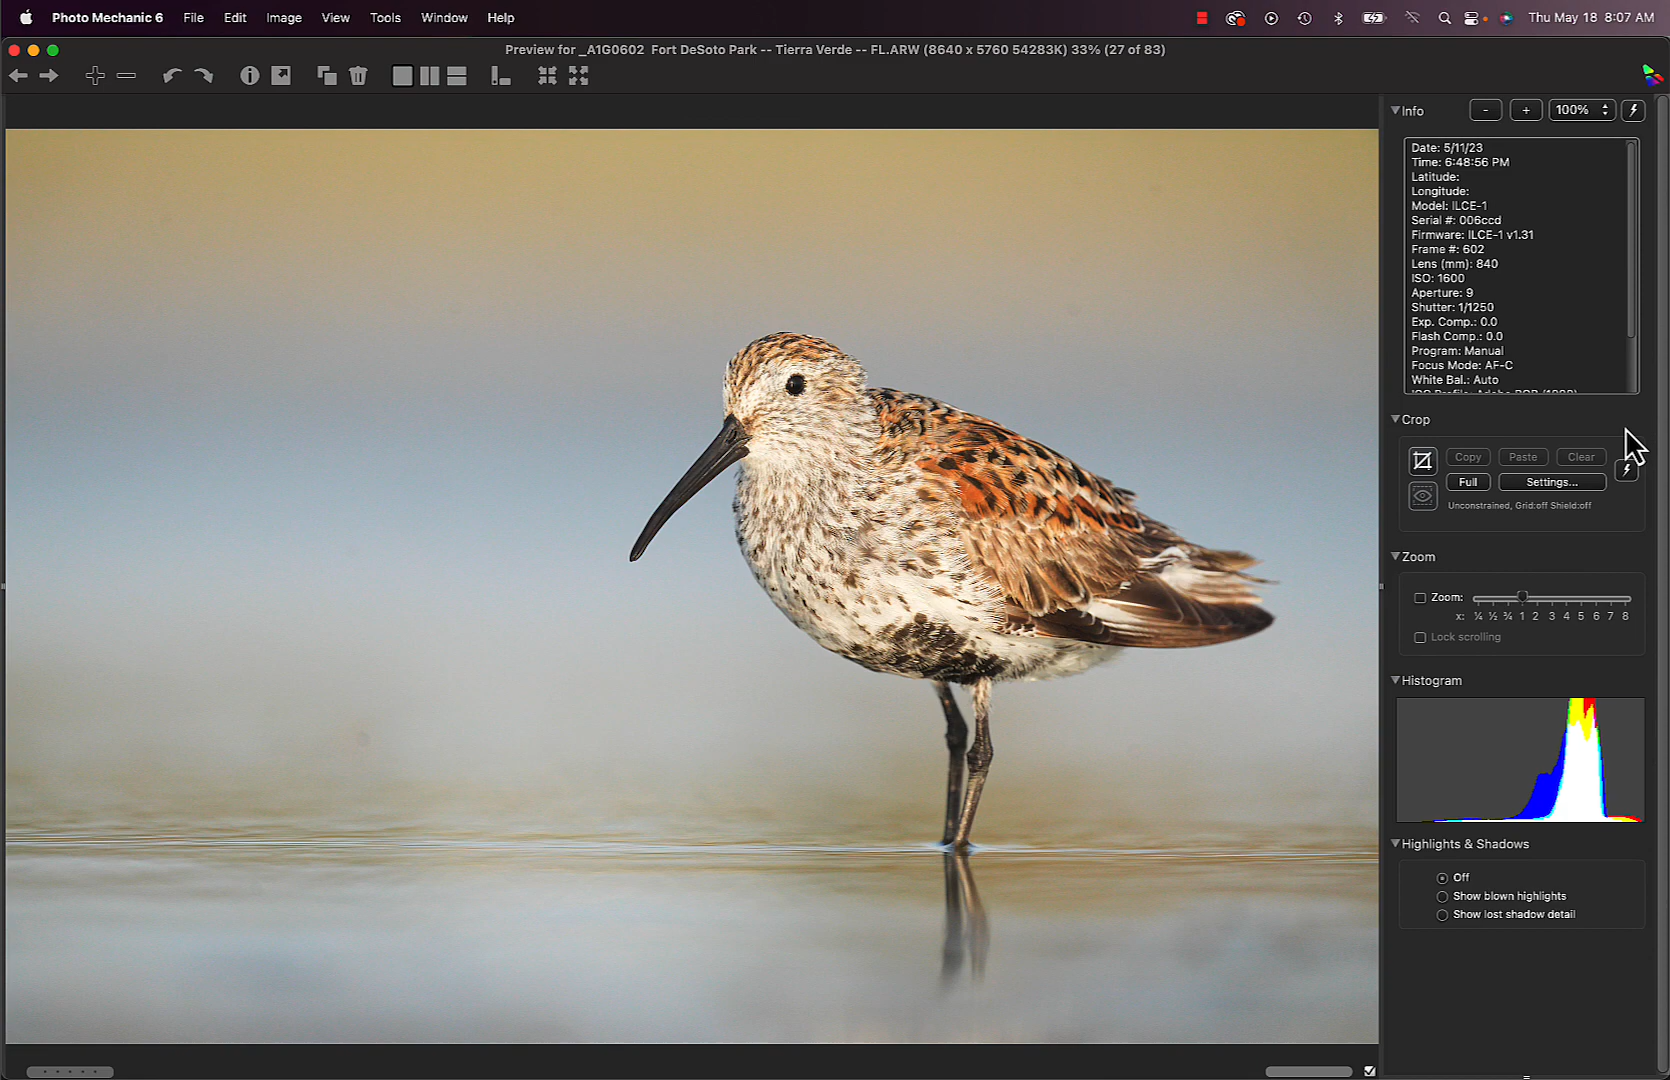 Photo Mechanic 6 File Edit Image View Tools Window Help Thu May 18 8:07 AM
Preview for _A1G0602 Fort DeSoto Park -- Tierra Verde -- FL.ARW (8640 x 5760 54283K) 33% (27 of 83)
Info - + 100%
Date: 5/11/23
Time: 6:48:56 PM
Latitude:
Longitude:
Model: ILCE-1
Serial #: 006ccd
Firmware: ILCE-1 v1.31
Frame #: 602
Lens (mm): 840
ISO: 1600
Aperture: 9
Shutter: 1/1250
Exp. Comp.: 0.0
Flash Comp.: 0.0
Program: Manual
Focus Mode: AF-C
White Bal.: Auto
Crop
Copy Paste Clear
Full Settings...
Unconstrained, Grid:off Shield:off
Zoom
Zoom:
x: ¼ ½ ¾ 1 2 3 4 5 6 7 8
Lock scrolling
Histogram
Highlights & Shadows
Off
Show blown highlights
Show lost shadow detail